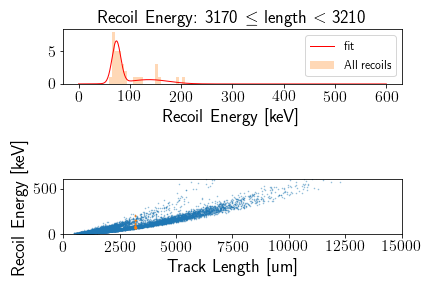 Recoil Energy: 3170 ≤ length < 3210
5
0
fit
All recoils
0 100 200 300 400 500 600
Recoil Energy [keV]
Recoil Energy [keV]
500
0
0 2500 5000 7500 10000 12500 15000
Track Length [um]